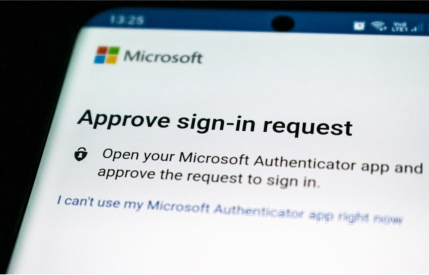 13:25
Microsoft
Approve sign-in request
Open your Microsoft Authenticator app and
approve the request to sign in.
I can't use my Microsoft Authenticator app right now